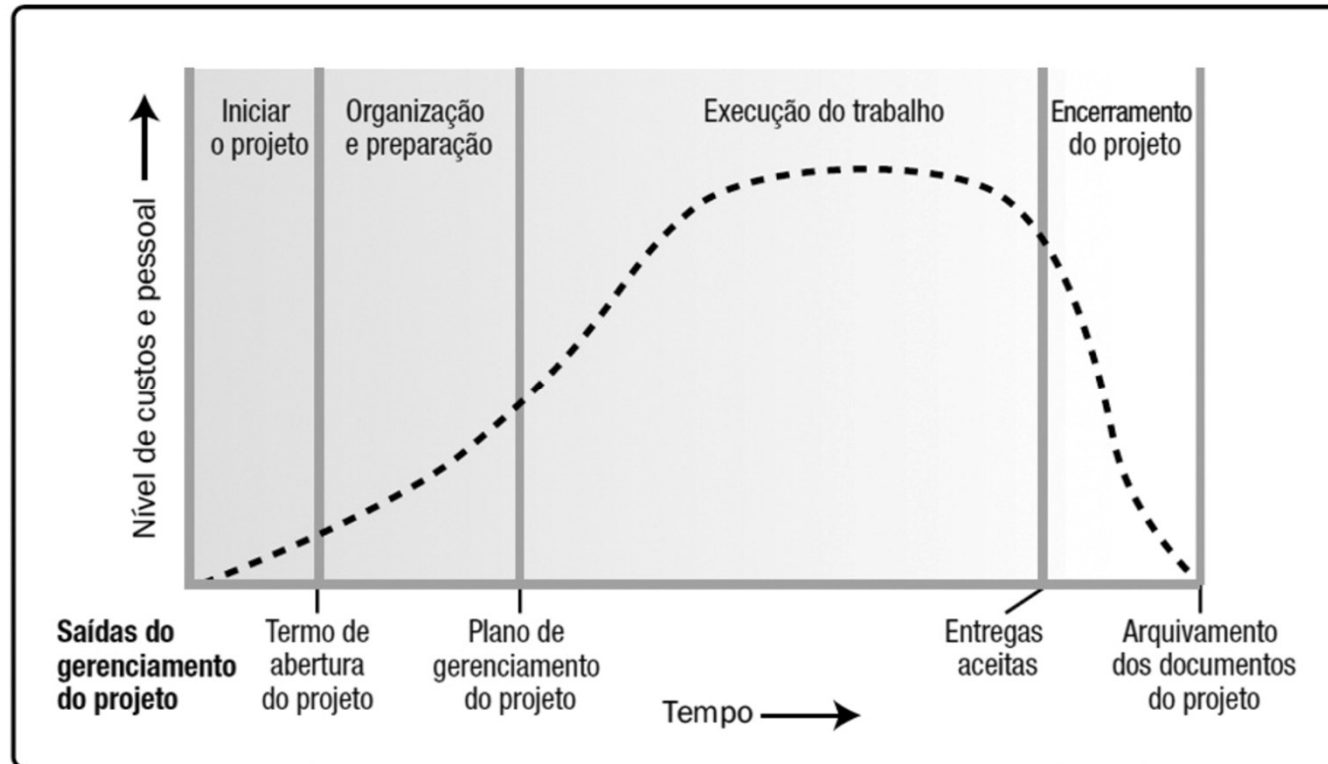 Iniciar
o projeto
Organização
e preparação
Execução do trabalho
Encerramento
do projeto
Nível de custos e pessoal
Saídas do
gerenciamento
do projeto
Termo de
abertura
do projeto
Plano de
gerenciamento
do projeto
Tempo
Entregas
aceitas
Arquivamento
dos documentos
do projeto